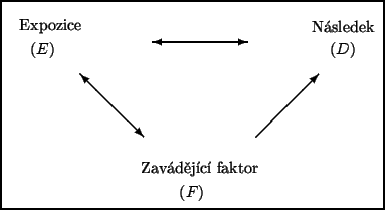 Expozice
(E)
Následek
(D)
Zavádějící faktor
(F)